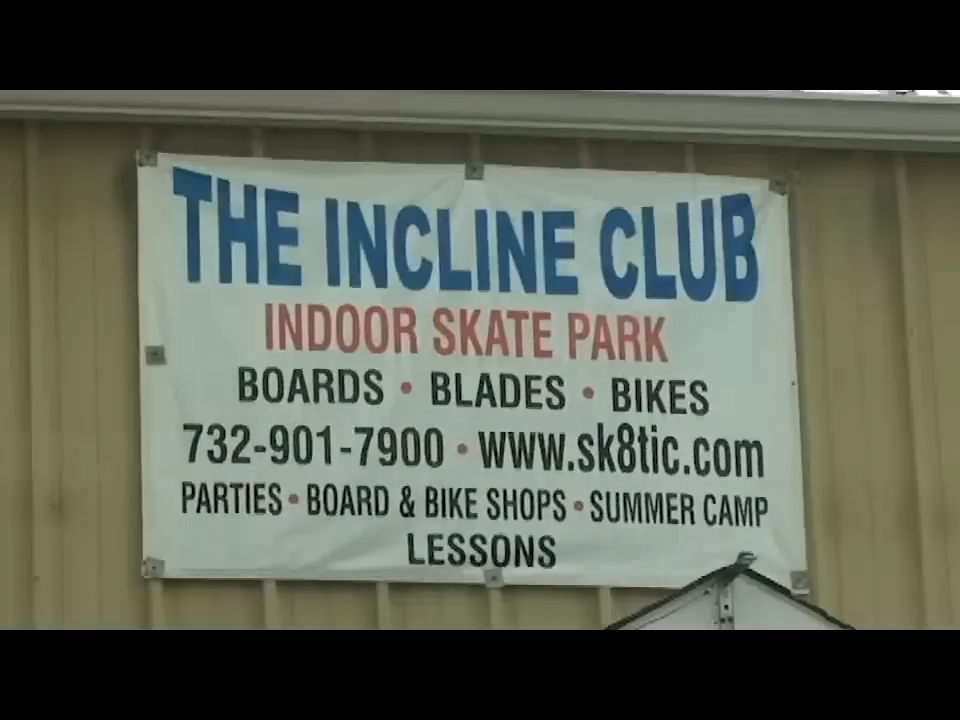 THE INCLINE CLUB
INDOOR SKATE PARK
BOARDS • BLADES • BIKES
732-901-7900 • www.sk8tic.com
PARTIES • BOARD & BIKE SHOPS • SUMMER CAMP
LESSONS